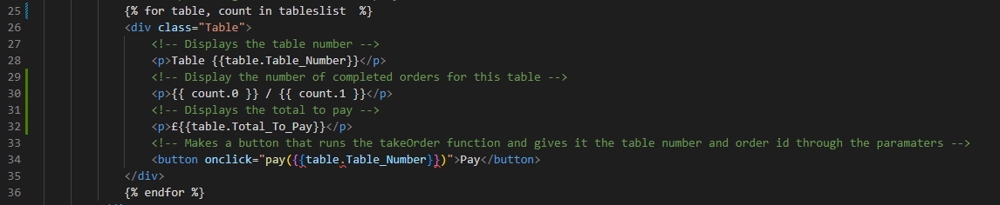 25 {% for table, count in tableslist  %}
26 <div class="Table">
27 <!-- Displays the table number -->
28 <p>Table {{table.Table_Number}}</p>
29 <!-- Display the number of completed orders for this table -->
30 <p>{{ count.0 }} / {{ count.1 }}</p>
31 <!-- Displays the total to pay -->
32 <p>£{{table.Total_To_Pay}}</p>
33 <!-- Makes a button that runs the takeOrder function and gives it the table number and order id through the paramaters -->
34 <button onclick="pay({{table.Table_Number}})">Pay</button>
35 </div>
36 {% endfor %}